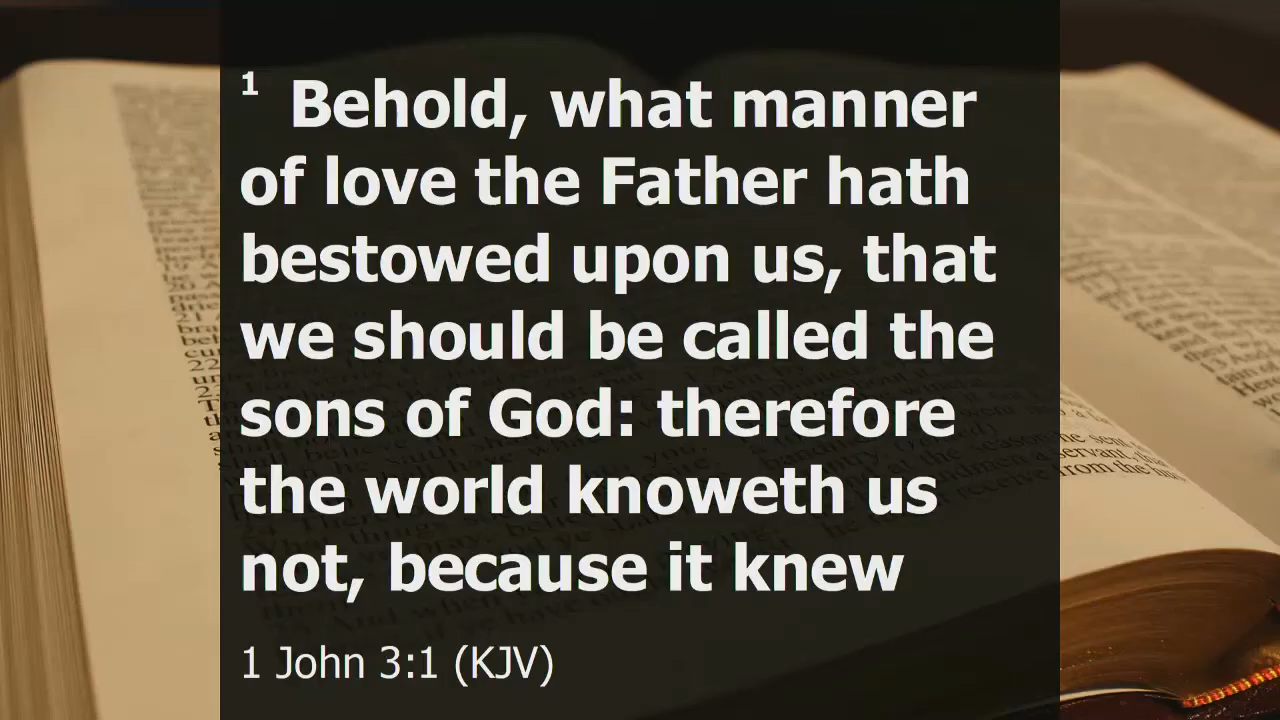 1 Behold, what manner
of love the Father hath
bestowed upon us, that
we should be called the
sons of God: therefore
the world knoweth us
not, because it knew
1 John 3:1 (KJV)